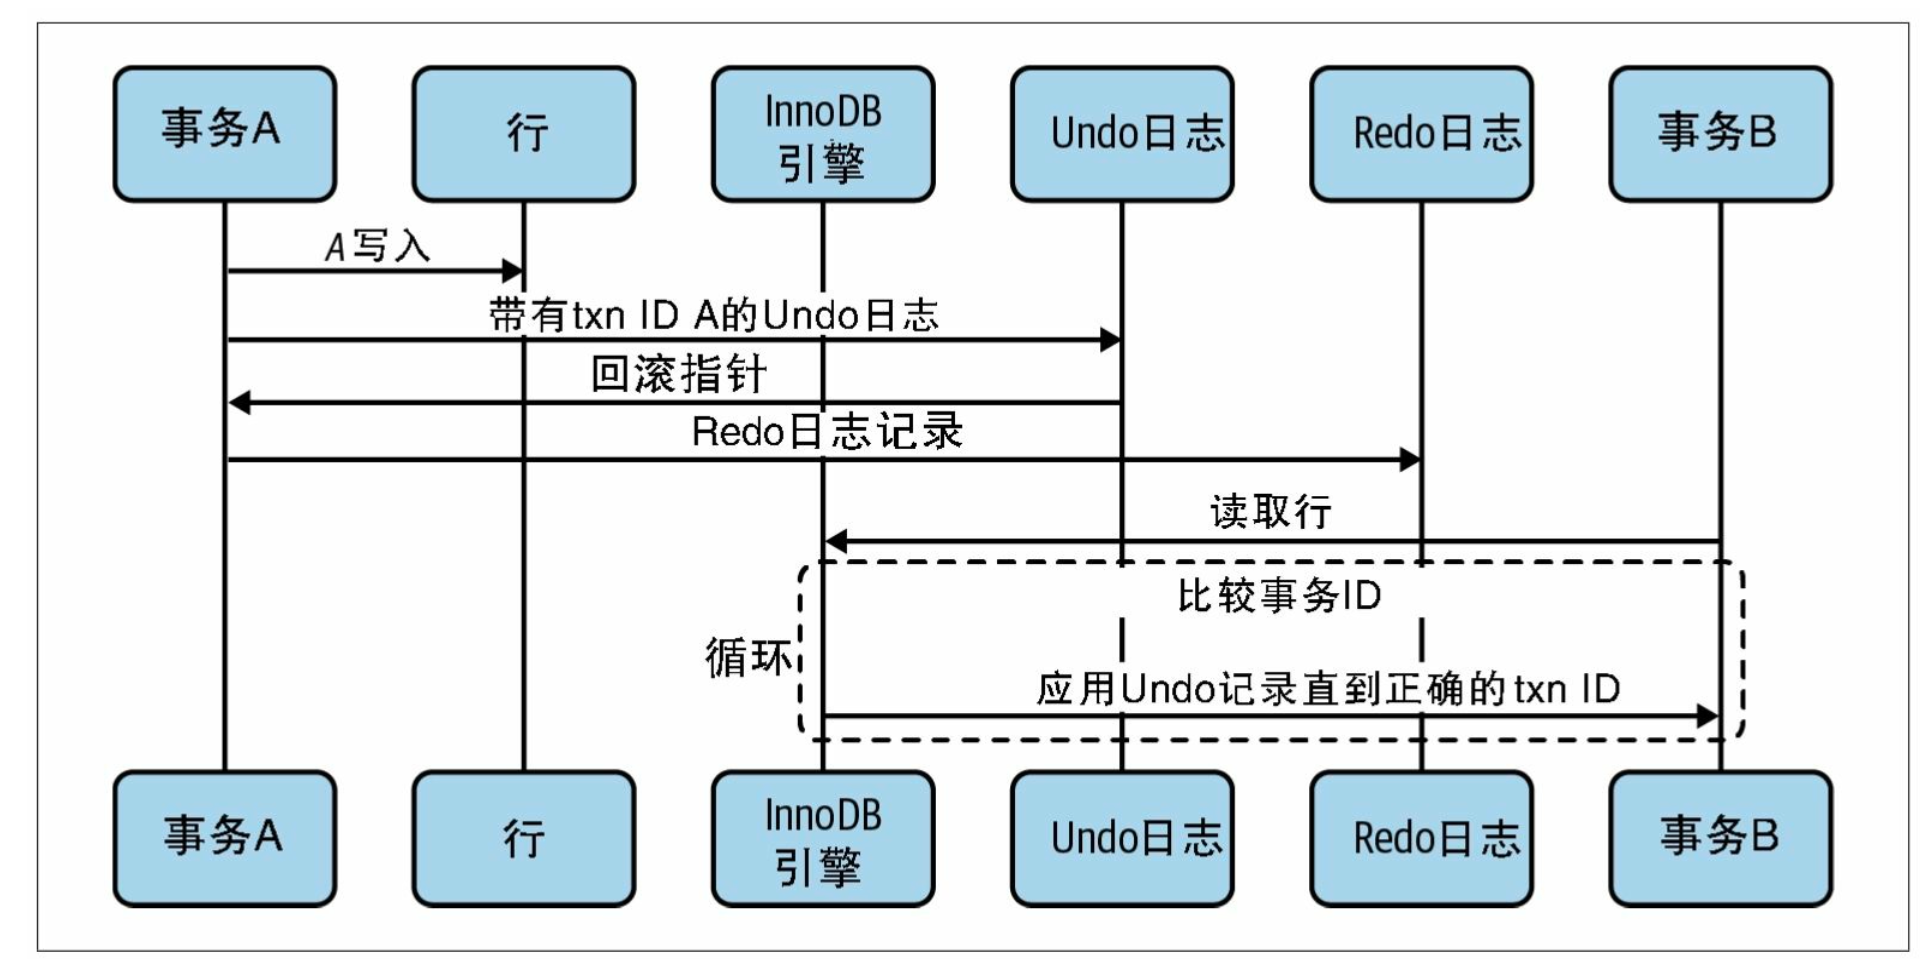 事务A
行
InnoDB
引擎
Undo日志
Redo日志
事务B
A写入
带有txn ID A的Undo日志
回滚指针
Redo日志记录
读取行
比较事务ID
循环
应用Undo记录直到正确的txn ID
事务A
行
InnoDB
引擎
Undo日志
Redo日志
事务B